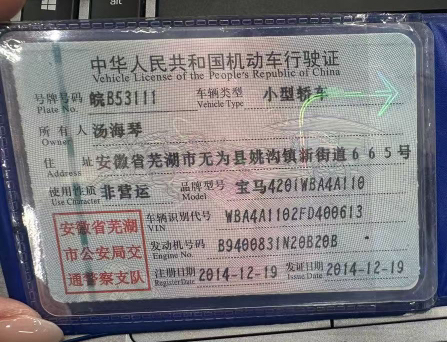 中华人民共和国机动车行驶证
Vehicle License of the People's Republic of China
号牌号码 皖B53111 车辆类型 小型轿车
Plate No. Vehicle Type
所有人 汤海琴
Owner
住址 安徽省芜湖市无为县姚沟镇新街道665号
Address
使用性质 非营运 品牌型号 宝马4201WBA4A110
Use Character Model
车辆识别代号 WBA4A1102FD400613
VIN
发动机号码 B9400831N20B20B
Engine No.
注册日期 2014-12-19 发证日期 2014-12-19
Register Date Issue Date
安徽省芜湖
市公安局交
通警察支队